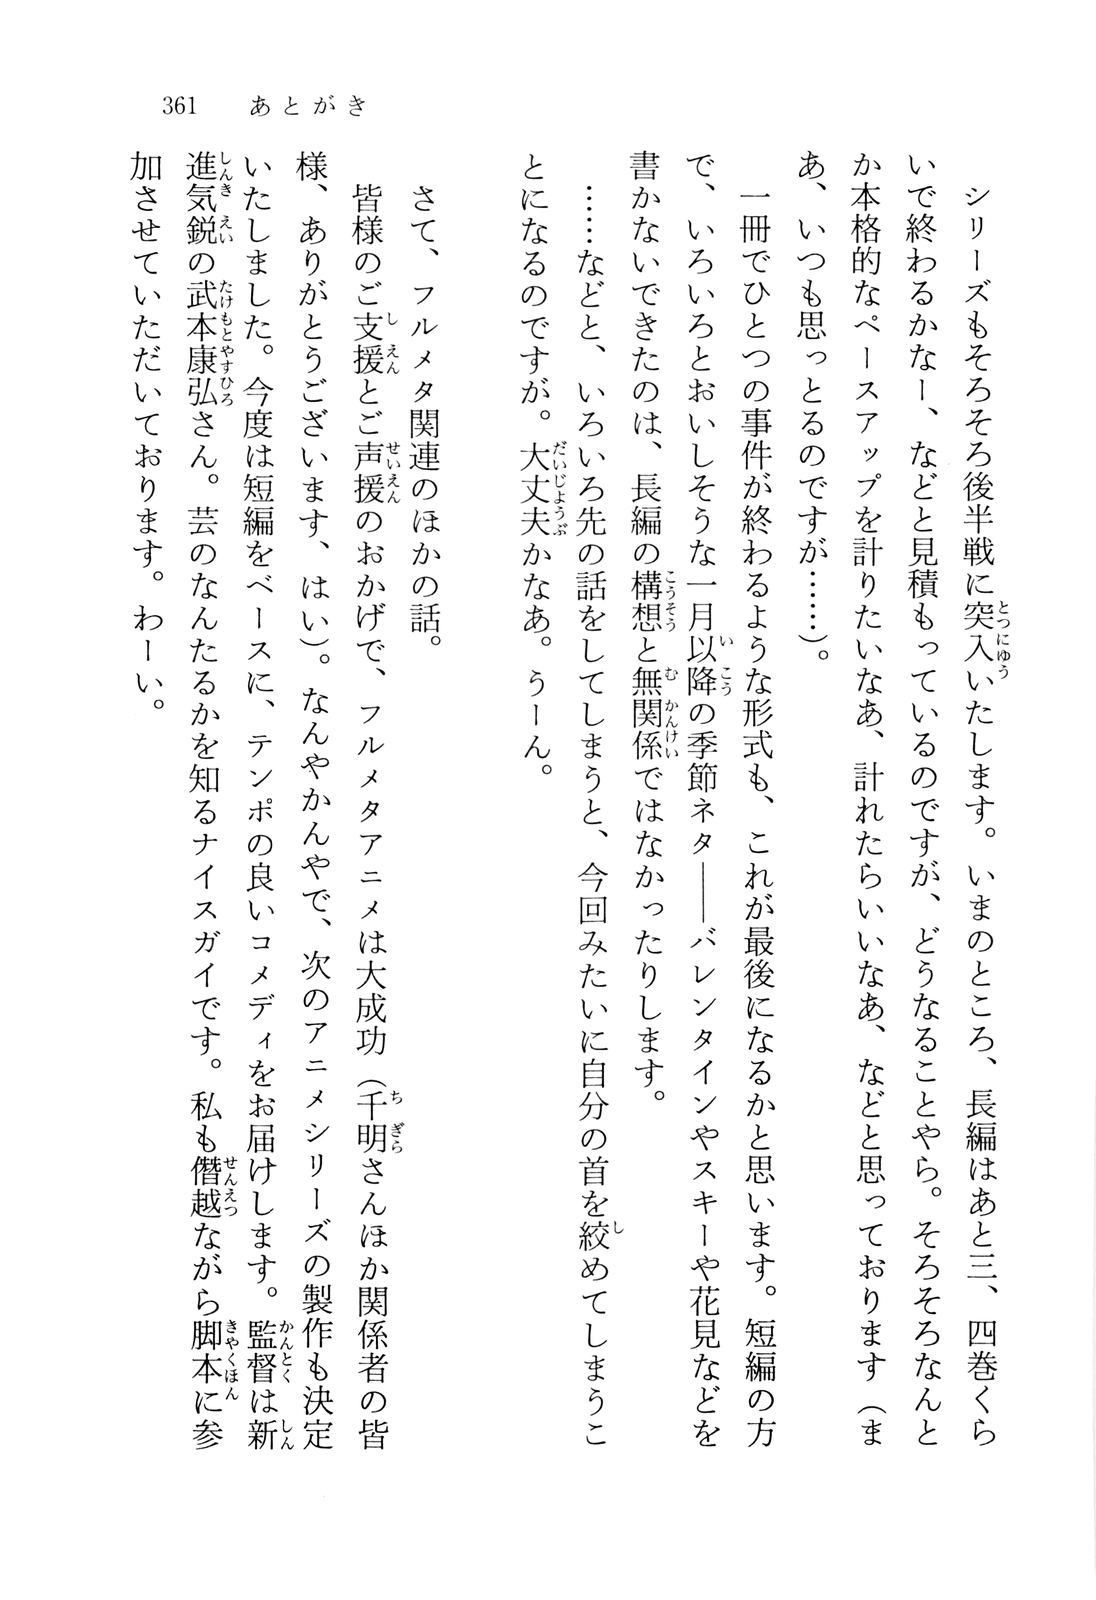 361　あとがき
シリーズもそろそろ後半戦に突入いたします。いまのところ、長編はあと三、四巻くら
いで終わるかなー、などと見積もっているのですが、どうなることやら。そろそろなんと
か本格的なペースアップを計りたいなあ、計れたらいいなあ、などと思っております（ま
あ、いつも思っとるのですが……）。
一冊でひとつの事件が終わるような形式も、これが最後になるかと思います。短編の方
で、いろいろとおいしそうな一月以降の季節ネタ――バレンタインやスキーや花見などを
書かないできたのは、長編の構想と無関係ではなかったりします。
……などと、いろいろ先の話をしてしまうと、今回みたいに自分の首を絞めてしまうこ
とになるのですが。大丈夫かなあ。うーん。
さて、フルメタ関連のほかの話。
皆様のご支援とご声援のおかげで、フルメタアニメは大成功（千明さんほか関係者の皆
様、ありがとうございます、はい）。なんやかんやで、次のアニメシリーズの製作も決定
いたしました。今度は短編をベースに、テンポの良いコメディをお届けします。監督は新
進気鋭の武本康弘さん。芸のなんたるかを知るナイスガイです。私も僭越ながら脚本に参
加させていただいております。わーい。